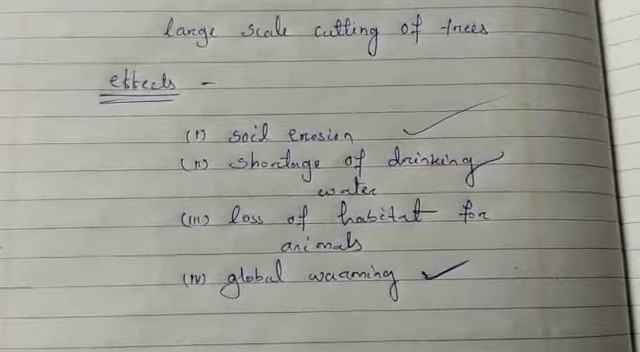 large scale cutting of trees
effects -
(i) soil erosion
(ii) shortage of drinking
water
(iii) loss of habitat for
animals
(iv) global warming